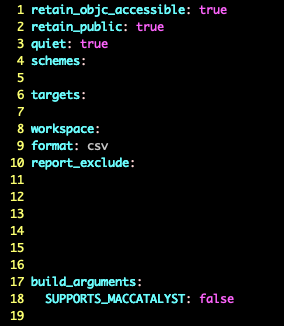 1 retain_objc_accessible: true
2 retain_public: true
3 quiet: true
4 schemes:
5
6 targets:
7
8 workspace:
9 format: csv
10 report_exclude:
11
12
13
14
15
16
17 build_arguments:
18   SUPPORTS_MACCATALYST: false
19